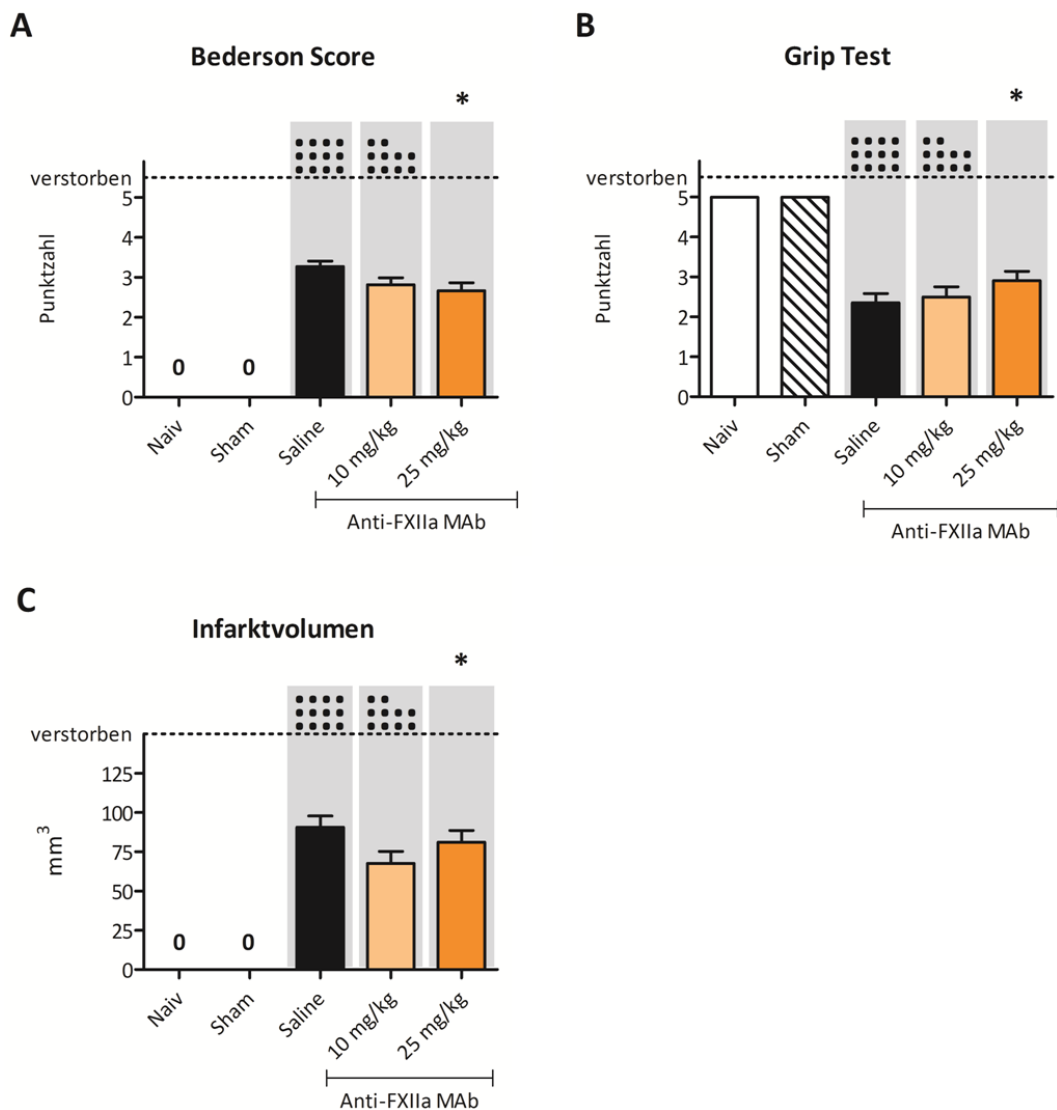 A
Bederson Score
*
verstorben
5
4
3
2
1
0
Punktzahl
0
0
Naiv
Sham
Saline
10 mg/kg
25 mg/kg
Anti-FXIIa MAb
B
Grip Test
*
verstorben
5
4
3
2
1
0
Punktzahl
Naiv
Sham
Saline
10 mg/kg
25 mg/kg
Anti-FXIIa MAb
C
Infarktvolumen
*
verstorben
125
100
75
50
25
0
mm³
0
0
Naiv
Sham
Saline
10 mg/kg
25 mg/kg
Anti-FXIIa MAb